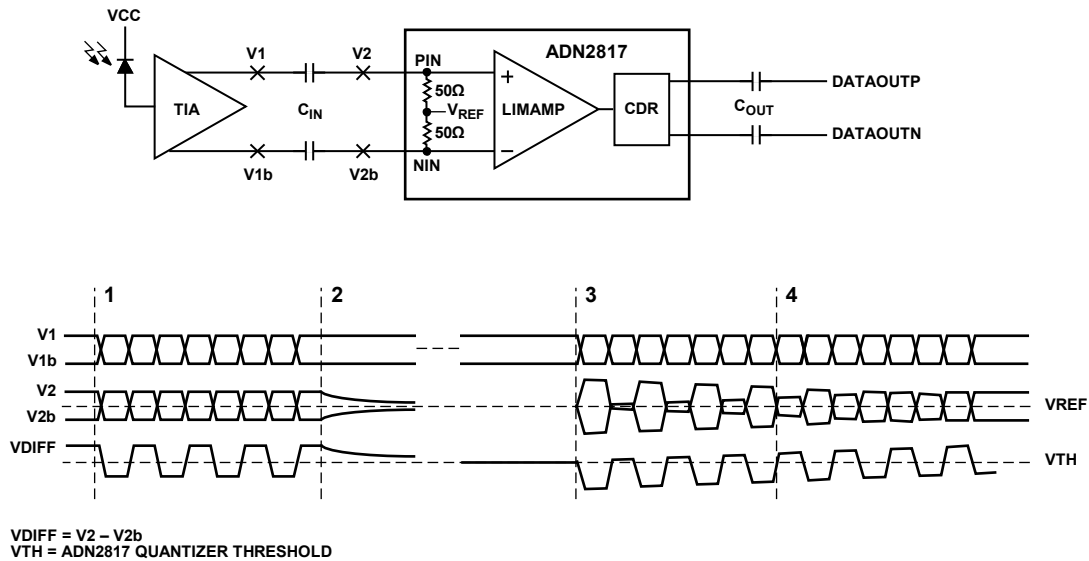 VCC
ADN2817
V1
V2
PIN
+
50Ω
TIA
CIN
VREF
LIMAMP
CDR
COUT
50Ω
–
NIN
V1b
V2b
DATAOUTP
DATAOUTN
1
2
3
4
V1
V1b
V2
V2b
VREF
VDIFF
VTH
VDIFF = V2 – V2b
VTH = ADN2817 QUANTIZER THRESHOLD